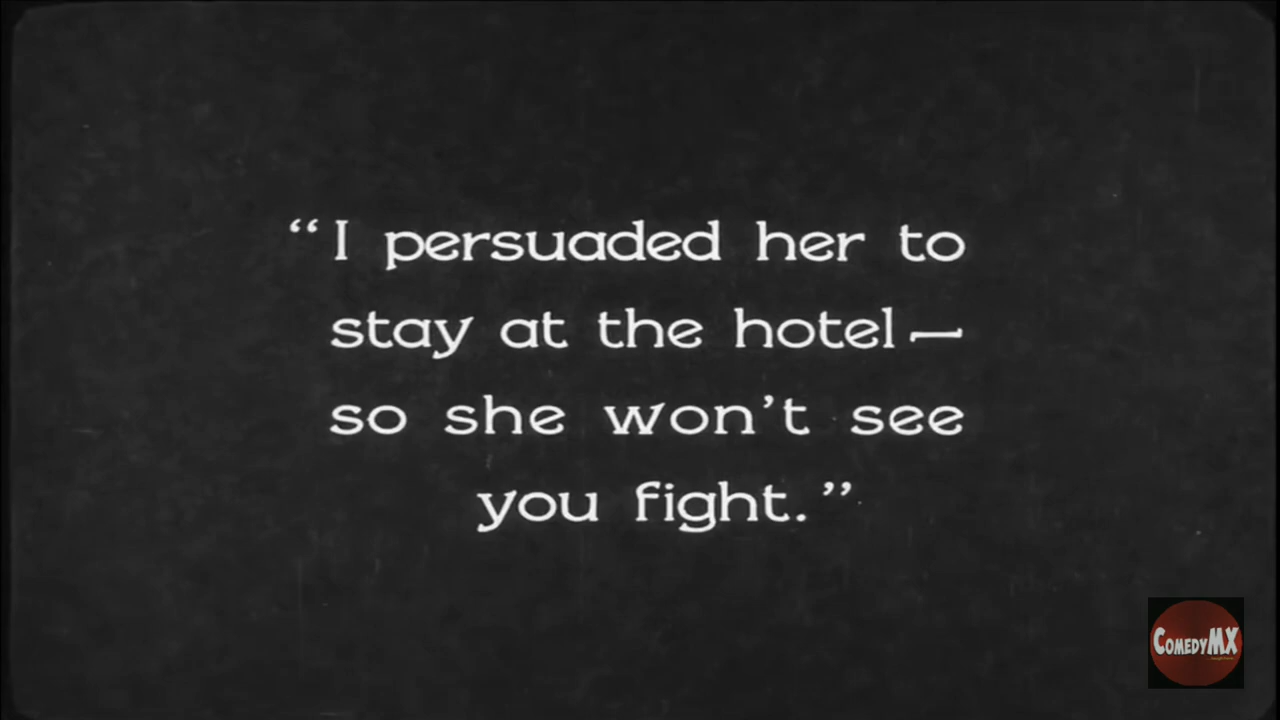 “I persuaded her to
stay at the hotel—
so she won’t see
you fight.”
COMEDYMX